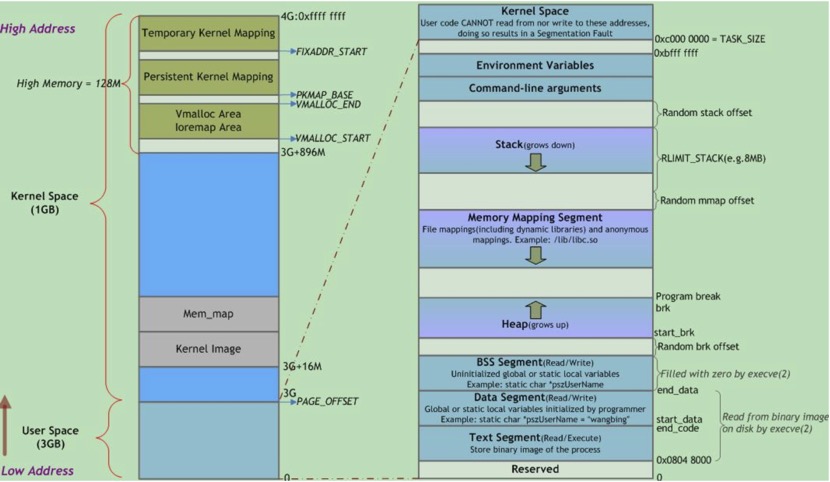 High Address
4G:0xffff ffff
Temporary Kernel Mapping
FIXADDR_START
High Memory = 128M
Persistent Kernel Mapping
PKMAP_BASE
VMALLOC_END
Vmalloc Area
Ioremap Area
VMALLOC_START
3G+896M
Kernel Space
(1GB)
Mem_map
Kernel Image
3G+16M
3G
PAGE_OFFSET
User Space
(3GB)
Low Address
0
Kernel Space
User code CANNOT read from nor write to these addresses,
doing so results in a Segmentation Fault
0xc000 0000 = TASK_SIZE
0xbfff ffff
Environment Variables
Command-line arguments
Random stack offset
Stack(grows down)
RLIMIT_STACK(e.g.8MB)
Random mmap offset
Memory Mapping Segment
File mappings(including dynamic libraries) and anonymous
mappings. Example: /lib/libc.so
Program break
brk
Heap(grows up)
start_brk
Random brk offset
BSS Segment(Read/Write)
Uninitialized global or static local variables
Example: static char *pszUserName
Filled with zero by execve(2)
end_data
Data Segment(Read/Write)
Global or static local variables initialized by programmer
Example: static char *pszUserName = "wangbing"
start_data
end_code
Read from binary image
on disk by execve(2)
Text Segment(Read/Execute)
Store binary image of the process
0x0804 8000
Reserved
0